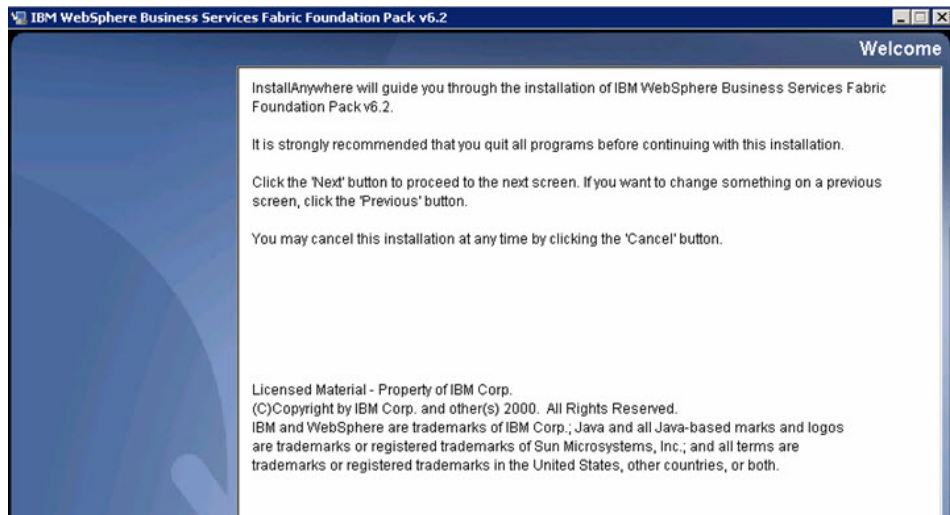 IBM WebSphere Business Services Fabric Foundation Pack v6.2
Welcome
InstallAnywhere will guide you through the installation of IBM WebSphere Business Services Fabric
Foundation Pack v6.2.
It is strongly recommended that you quit all programs before continuing with this installation.
Click the 'Next' button to proceed to the next screen. If you want to change something on a previous
screen, click the 'Previous' button.
You may cancel this installation at any time by clicking the 'Cancel' button.
Licensed Material - Property of IBM Corp.
(C)Copyright by IBM Corp. and other(s) 2000. All Rights Reserved.
IBM and WebSphere are trademarks of IBM Corp.; Java and all Java-based marks and logos
are trademarks or registered trademarks of Sun Microsystems, Inc.; and all terms are
trademarks or registered trademarks in the United States, other countries, or both.